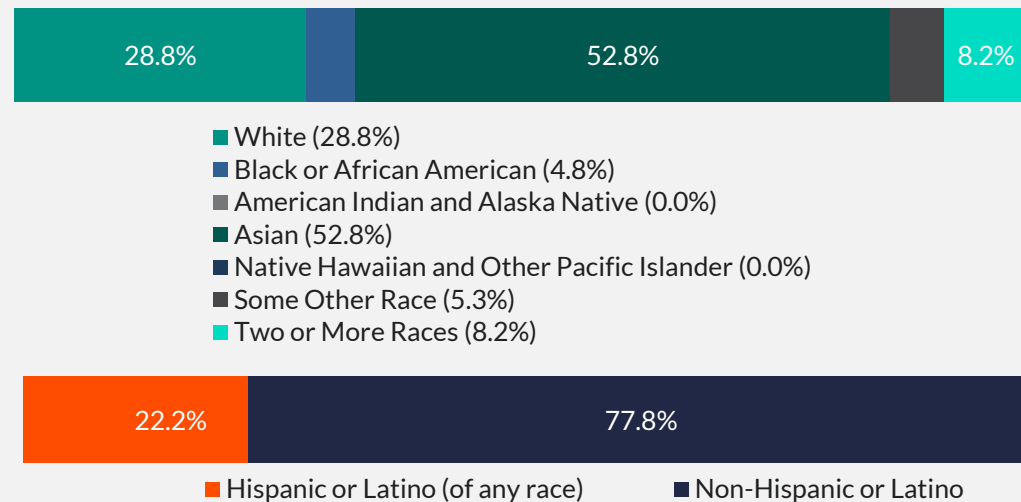 28.8% 52.8% 8.2%
White (28.8%)
Black or African American (4.8%)
American Indian and Alaska Native (0.0%)
Asian (52.8%)
Native Hawaiian and Other Pacific Islander (0.0%)
Some Other Race (5.3%)
Two or More Races (8.2%)
22.2% 77.8%
Hispanic or Latino (of any race) Non-Hispanic or Latino